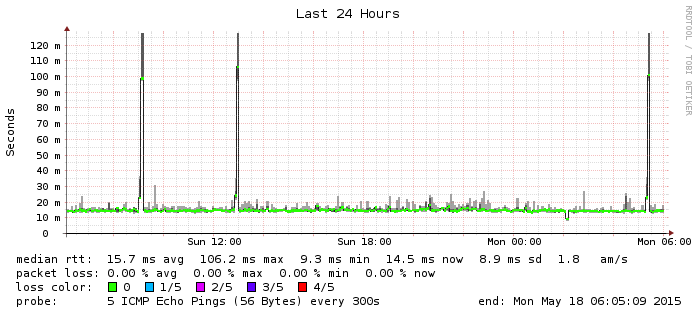 Last 24 Hours
RRDTOOL / TOBI OETIKER
Seconds
120 m
110 m
100 m
90 m
80 m
70 m
60 m
50 m
40 m
30 m
20 m
10 m
0
Sun 12:00 Sun 18:00 Mon 00:00 Mon 06:00
median rtt: 15.7 ms avg 106.2 ms max 9.3 ms min 14.5 ms now 8.9 ms sd 1.8 am/s
packet loss: 0.00 % avg 0.00 % max 0.00 % min 0.00 % now
loss color: 0 1/5 2/5 3/5 4/5
probe: 5 ICMP Echo Pings (56 Bytes) every 300s end: Mon May 18 06:05:09 2015